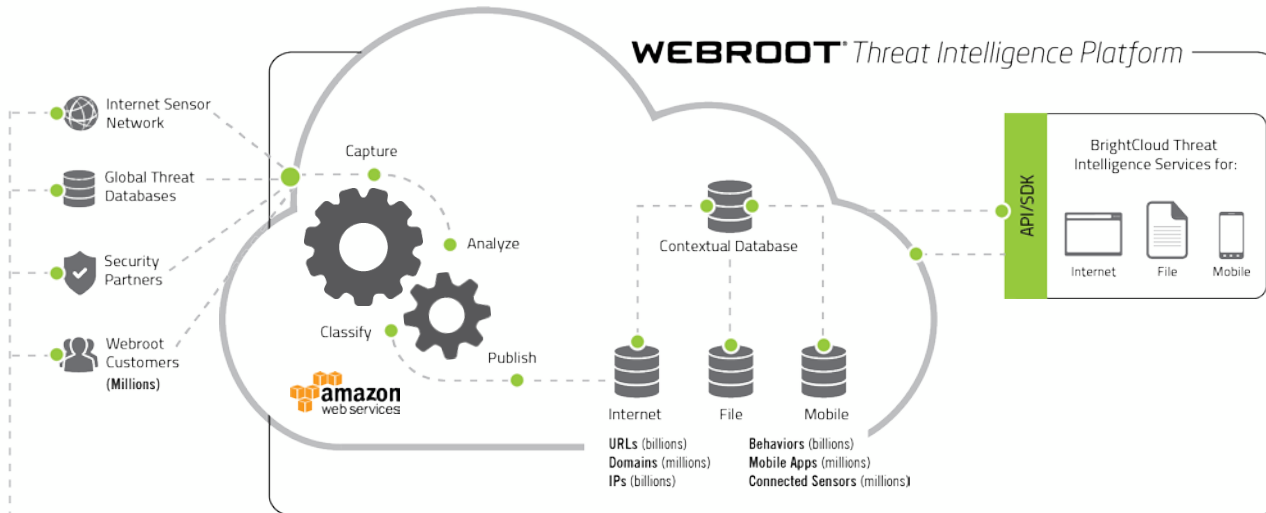 WEBROOT® Threat Intelligence Platform
Internet Sensor
Network
Global Threat
Databases
Security
Partners
Webroot
Customers
(Millions)
Capture
Analyze
Classify
Publish
amazon
web services
Contextual Database
Internet
File
Mobile
URLs (billions)
Domains (millions)
IPs (billions)
Behaviors (billions)
Mobile Apps (millions)
Connected Sensors (millions)
API/SDK
BrightCloud Threat
Intelligence Services for:
Internet
File
Mobile